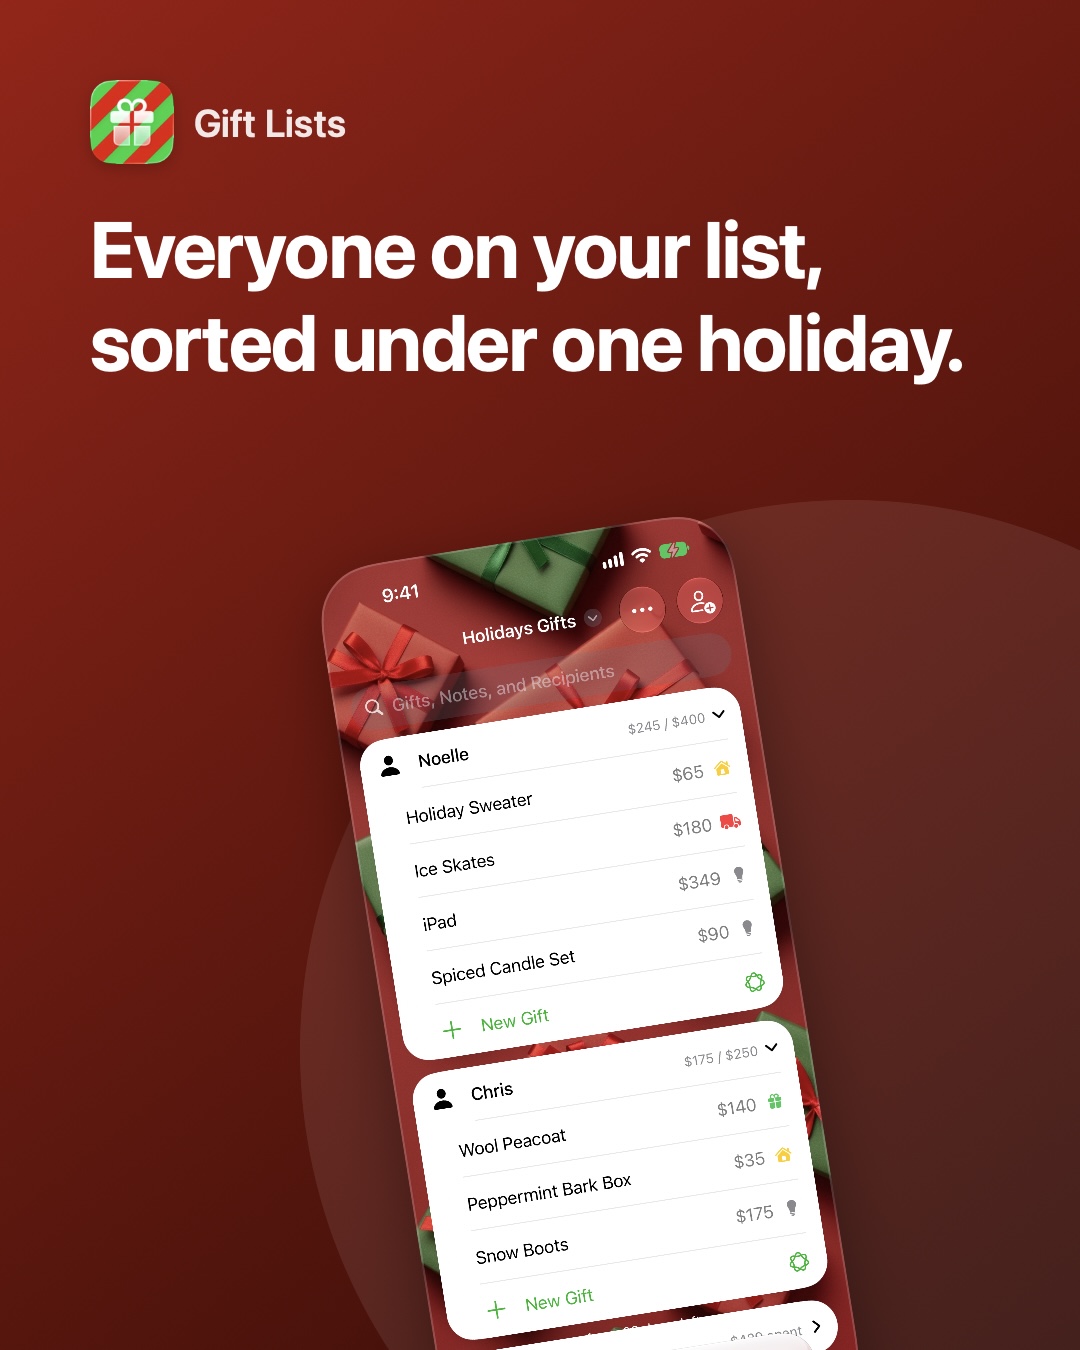 Gift Lists
Everyone on your list,
sorted under one holiday.
9:41
Holidays Gifts
Gifts, Notes, and Recipients
Noelle $245 / $400
Holiday Sweater $65
Ice Skates $180
iPad $349
Spiced Candle Set $90
New Gift
Chris $175 / $250
Wool Peacoat $140
Peppermint Bark Box $35
Snow Boots $175
New Gift